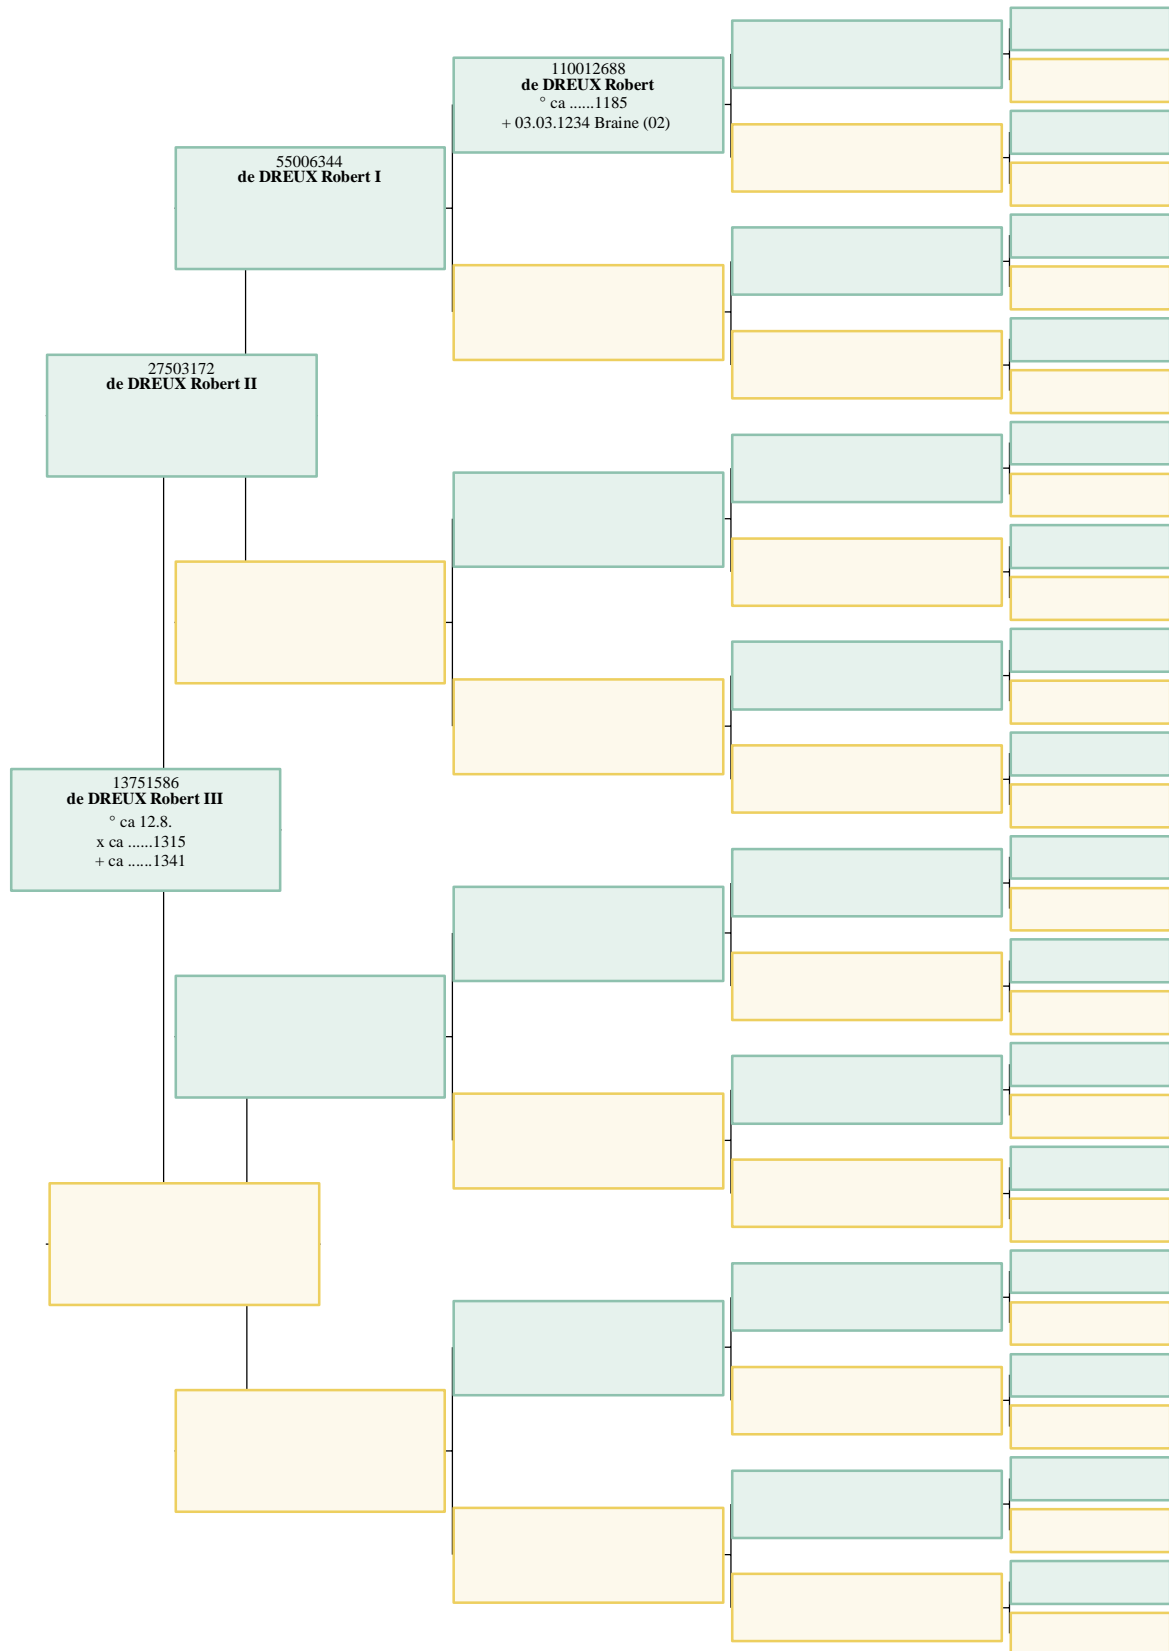 110012688
de DREUX Robert
° ca ......1185
+ 03.03.1234 Braine (02)
55006344
de DREUX Robert I
27503172
de DREUX Robert II
13751586
de DREUX Robert III
° ca 12.8.
x ca ......1315
+ ca ......1341